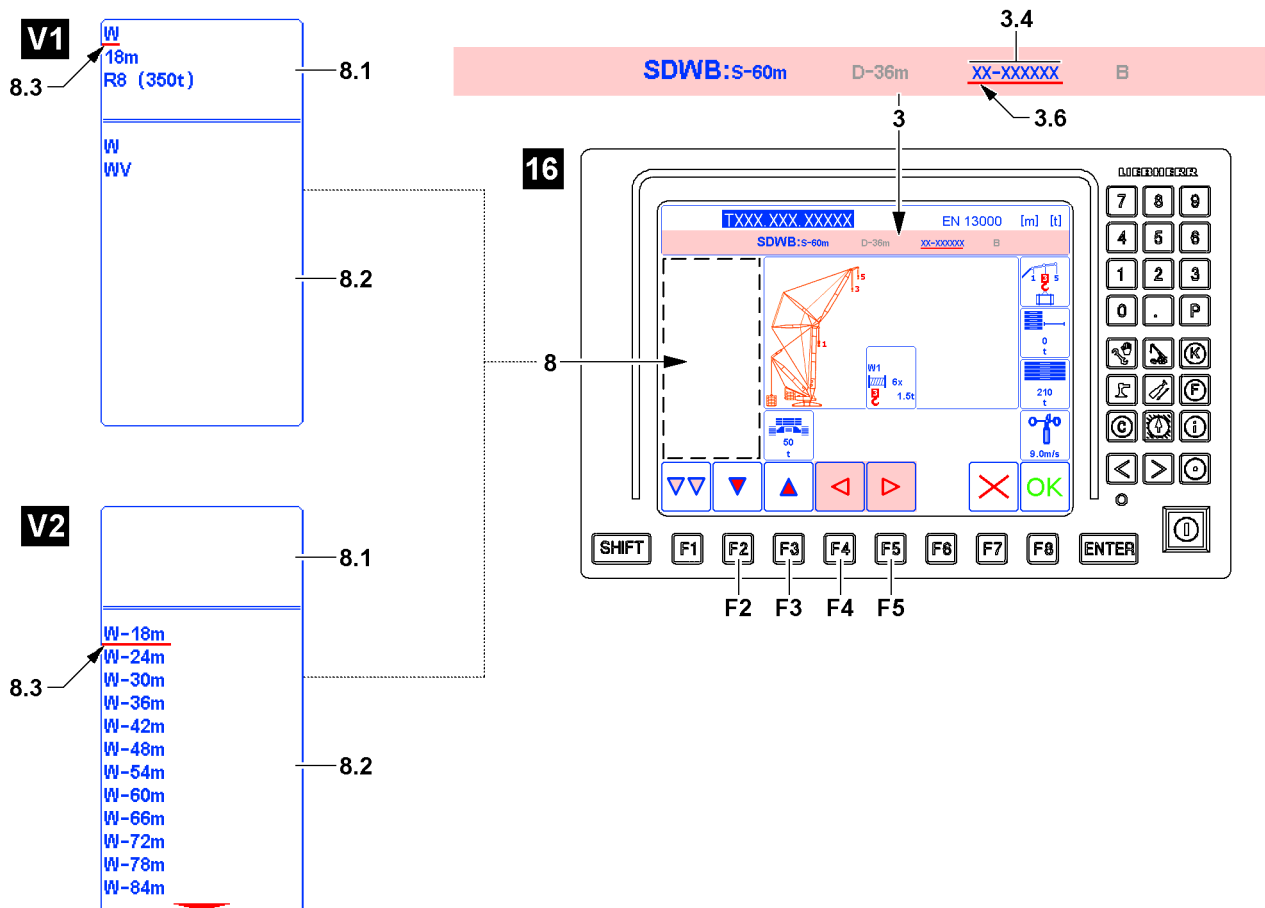 V1
W
18m
R8 (350t)
8.3
8.1
W
WV
8.2
V2
8.1
W-18m
W-24m
W-30m
W-36m
W-42m
W-48m
W-54m
W-60m
W-66m
W-72m
W-78m
W-84m
8.3
8.2
3.4
SDWB:S-60m D-36m XX-XXXXXX B
3
3.6
16
LIEBHERR
TXXX.XXX.XXXXX EN 13000 [m] [t]
SDWB:S-60m D-36m XX-XXXXXX B
8
5
3
1
W1
6x
3
1.5t
1 3 5
0
t
210
t
50
t
9.0m/s
OK
7 8 9
4 5 6
1 2 3
0 . P
K
F
C i
< >
SHIFT F1 F2 F3 F4 F5 F6 F7 F8 ENTER
F2 F3 F4 F5